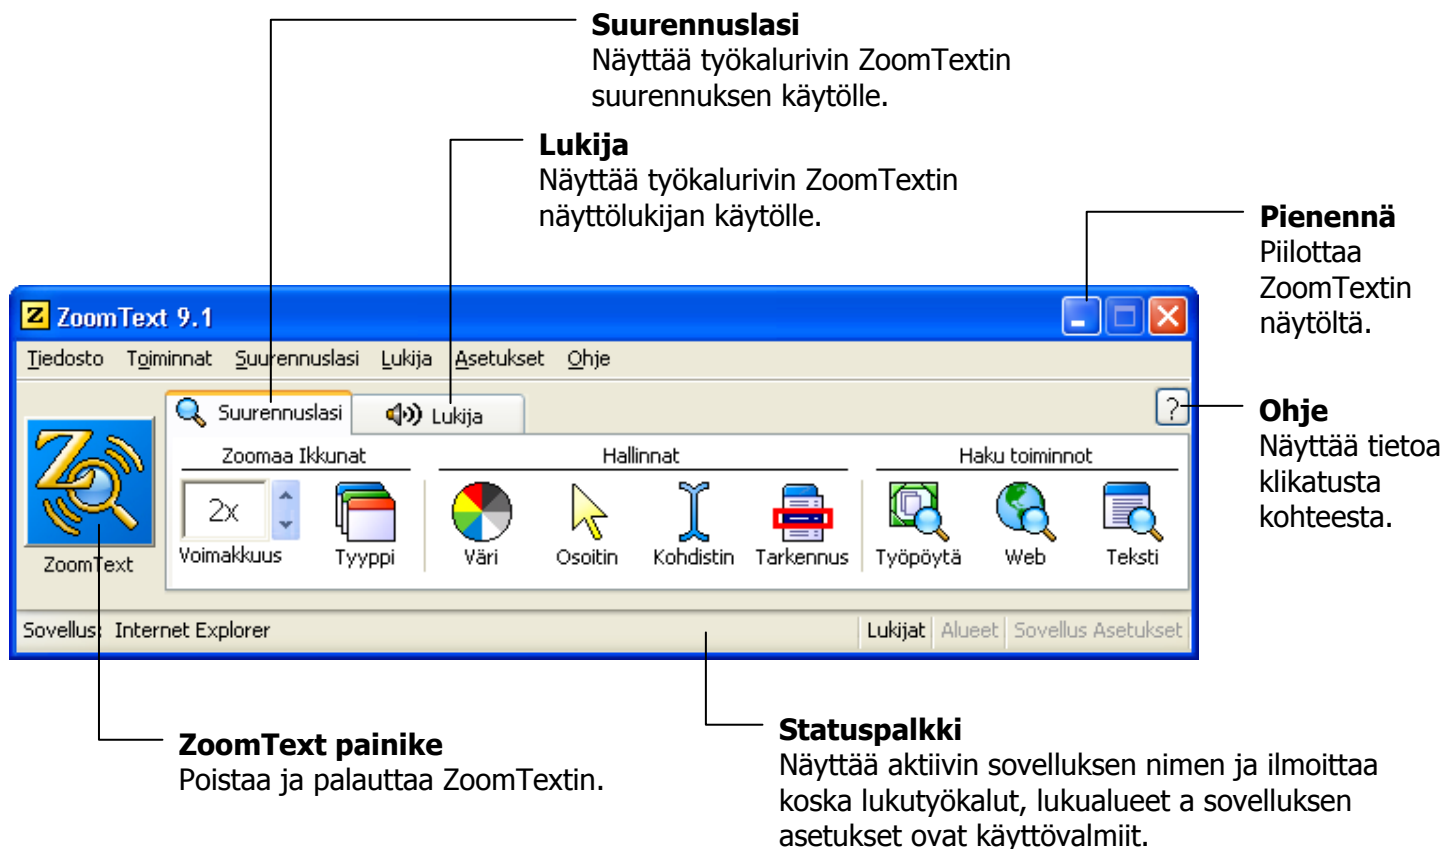 Suurennuslasi
Näyttää työkalurivin ZoomTextin
suurennuksen käytölle.
Lukija
Näyttää työkalurivin ZoomTextin
näyttölukijan käytölle.
Pienennä
Piilottaa
ZoomTextin
näytöltä.
ZoomText 9.1
Tiedosto Toiminnat Suurennuslasi Lukija Asetukset Ohje
Suurennuslasi Lukija ?
Ohje
Näyttää tietoa
klikatusta
kohteesta.
Zoomaa Ikkunat Hallinnat Haku toiminnot
2x
Voimakkuus Tyyppi Väri Osoitin Kohdistin Tarkennus Työpöytä Web Teksti
ZoomText
Sovellus: Internet Explorer Lukijat Alueet Sovellus Asetukset
ZoomText painike
Poistaa ja palauttaa ZoomTextin.
Statuspalkki
Näyttää aktiivin sovelluksen nimen ja ilmoittaa
koska lukutyökalut, lukualueet a sovelluksen
asetukset ovat käyttövalmiit.